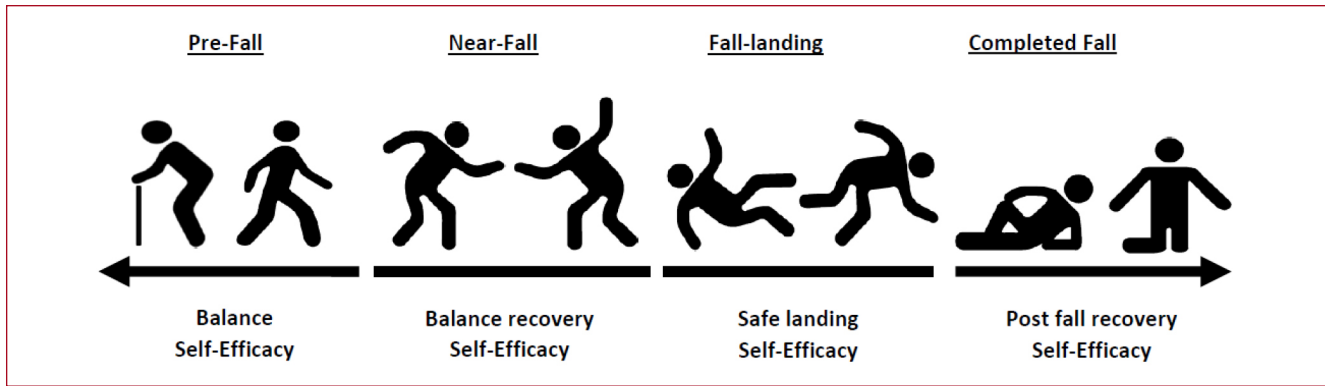 Pre-Fall
Near-Fall
Fall-landing
Completed Fall
Balance
Self-Efficacy
Balance recovery
Self-Efficacy
Safe landing
Self-Efficacy
Post fall recovery
Self-Efficacy